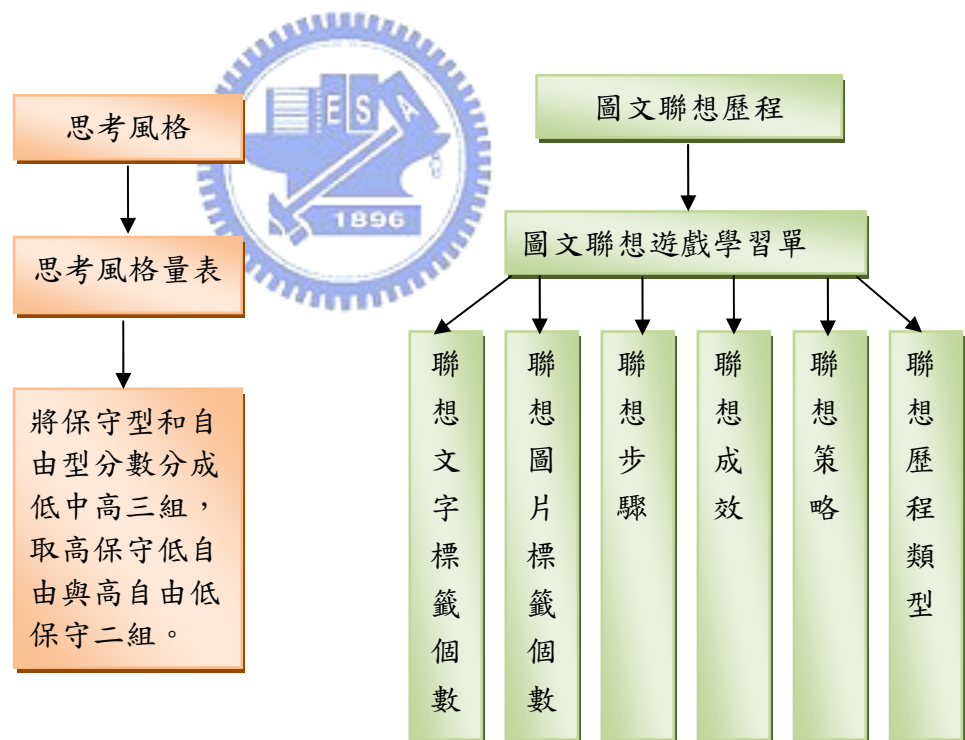 思考風格
思考風格量表
將保守型和自
由型分數分成
低中高三組，
取高保守低自
由與高自由低
保守二組。
ESA
1896
圖文聯想歷程
圖文聯想遊戲學習單
聯想文字標籤個數
聯想圖片標籤個數
聯想步驟
聯想成效
聯想策略
聯想歷程類型